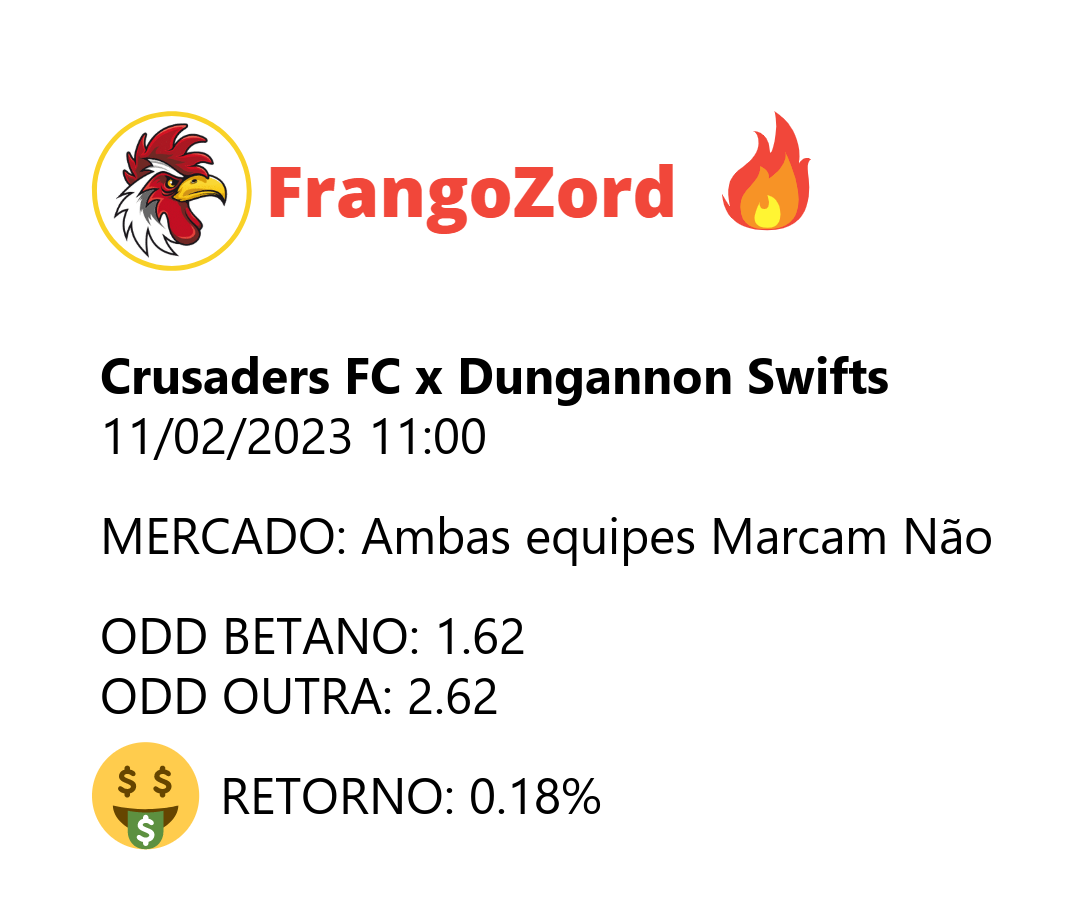 FrangoZord
Crusaders FC x Dungannon Swifts
11/02/2023 11:00
MERCADO: Ambas equipes Marcam Não
ODD BETANO: 1.62
ODD OUTRA: 2.62
RETORNO: 0.18%